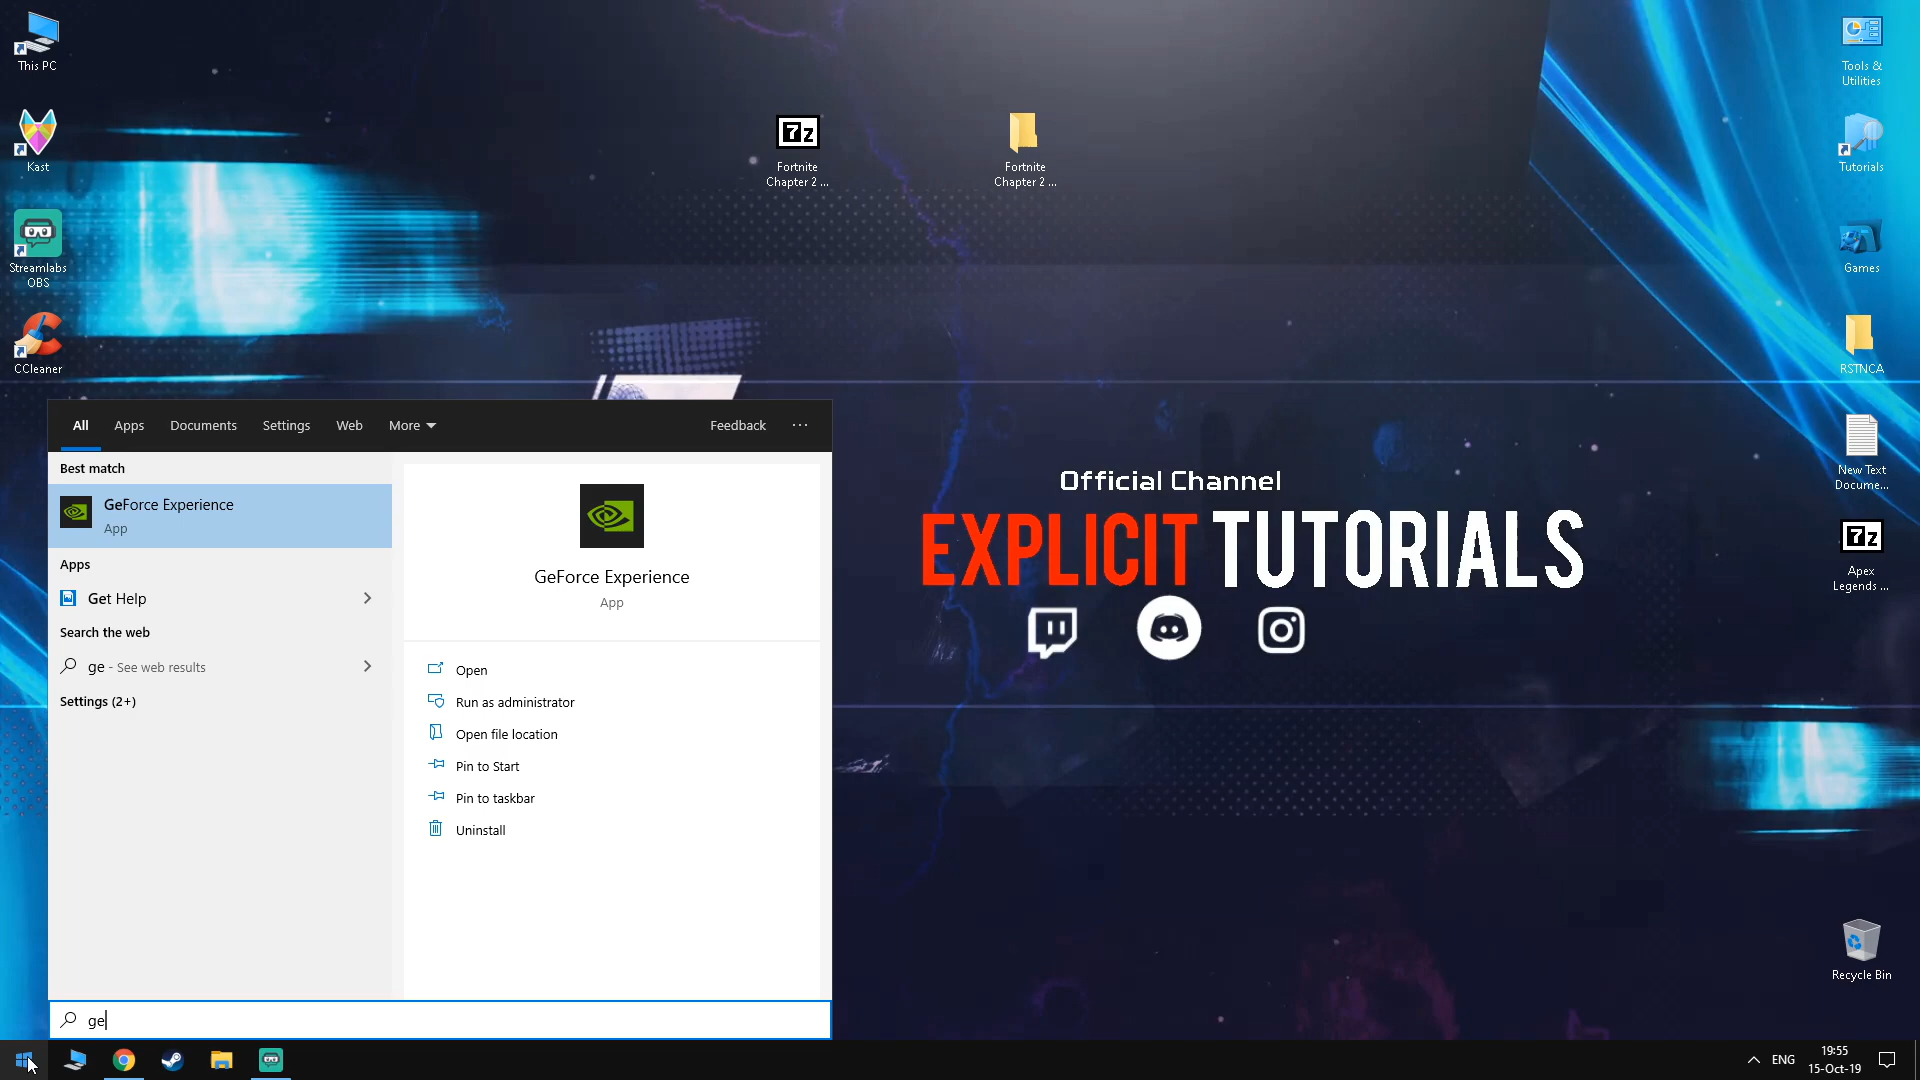 This PC
Kast
Streamlabs
OBS
CCleaner
7z
Fortnite
Chapter 2 ...
Fortnite
Chapter 2 ...
Tools &
Utilities
Tutorials
Games
RSTNCA
New Text
Docume...
7z
Apex
Legends ...
Recycle Bin
Official Channel
EXPLICIT TUTORIALS
All Apps Documents Settings Web More Feedback ...
Best match
GeForce Experience
App
Apps
Get Help
Search the web
ge - See web results
Settings (2+)
GeForce Experience
App
Open
Run as administrator
Open file location
Pin to Start
Pin to taskbar
Uninstall
ge
ENG
19:55
15-Oct-19